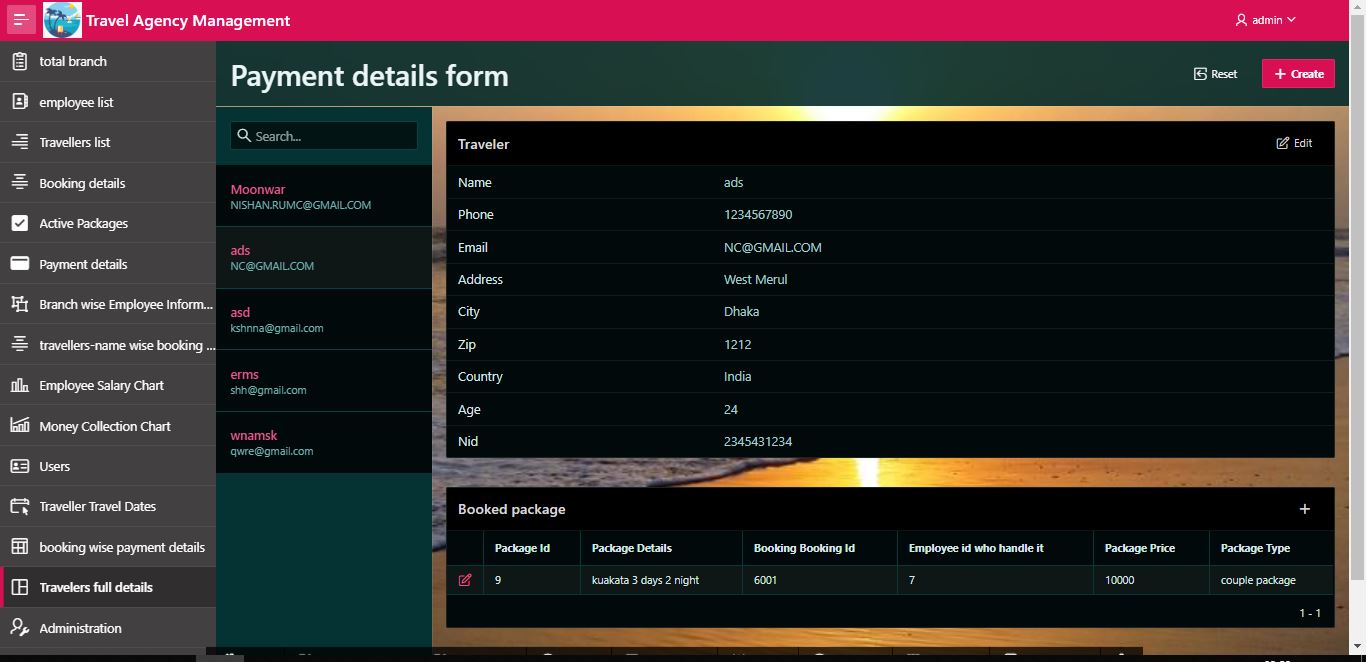 Travel Agency Management
admin
total branch
employee list
Travellers list
Booking details
Active Packages
Payment details
Branch wise Employee Inform...
travellers-name wise booking ...
Employee Salary Chart
Money Collection Chart
Users
Traveller Travel Dates
booking wise payment details
Travelers full details
Administration
Payment details form
Reset
+ Create
Search...
Moonwar
NISHAN.RUMC@GMAIL.COM
ads
NC@GMAIL.COM
asd
kshnna@gmail.com
erms
shh@gmail.com
wnamsk
qwre@gmail.com
Traveler
Edit
Name ads
Phone 1234567890
Email NC@GMAIL.COM
Address West Merul
City Dhaka
Zip 1212
Country India
Age 24
Nid 2345431234
Booked package +
Package Id Package Details Booking Booking Id Employee id who handle it Package Price Package Type
9 kuakata 3 days 2 night 6001 7 10000 couple package
1 - 1